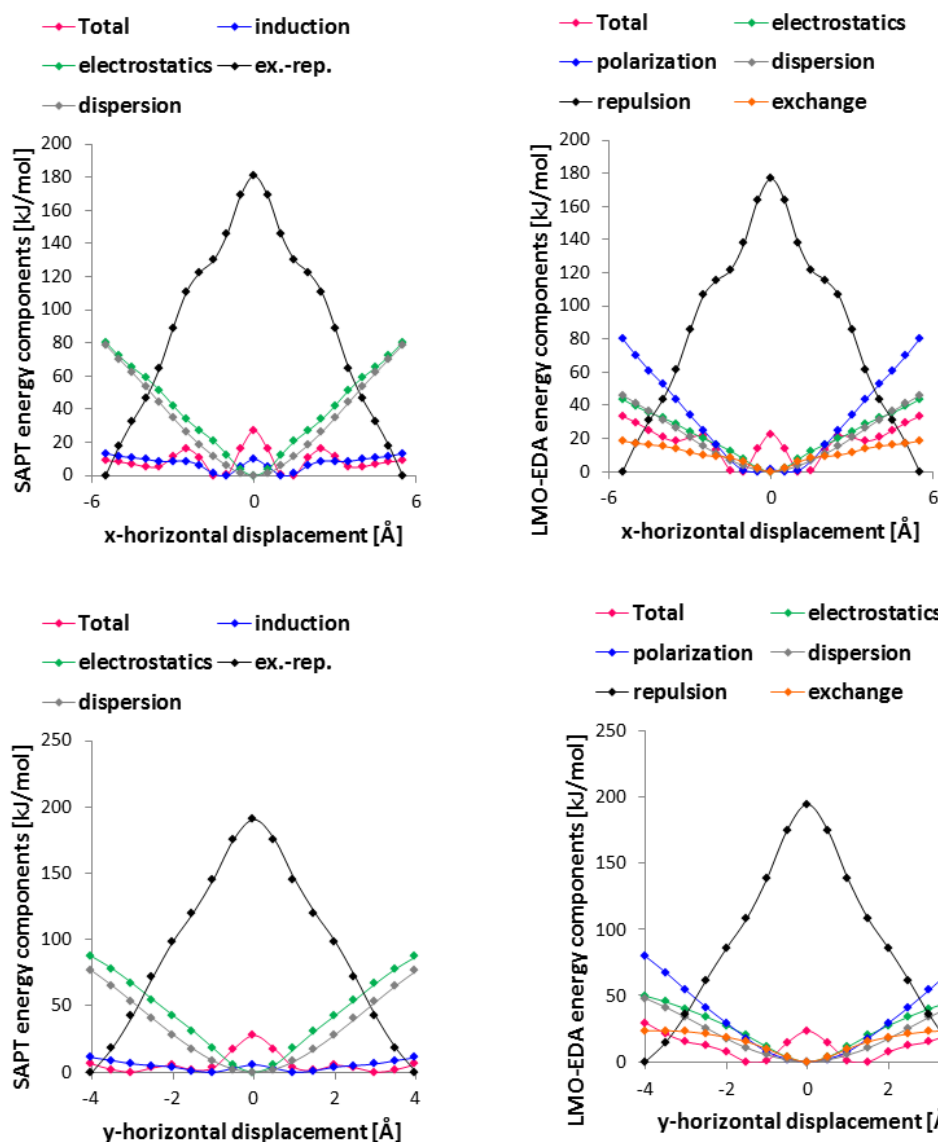 Total induction
electrostatics ex.-rep.
dispersion
SAPT energy components [kJ/mol]
200
180
160
140
120
100
80
60
40
20
0
-6 0 6
x-horizontal displacement [Å]
Total electrostatics
polarization dispersion
repulsion exchange
LMO-EDA energy components [kJ/mol]
200
180
160
140
120
100
80
60
40
20
0
-6 0 6
x-horizontal displacement [Å]
Total induction
electrostatics ex.-rep.
dispersion
SAPT energy components [kJ/mol]
250
200
150
100
50
0
-4 -2 0 2 4
y-horizontal displacement [Å]
Total electrostatics
polarization dispersion
repulsion exchange
LMO-EDA energy components [kJ/mol]
250
200
150
100
50
0
-4 -2 0 2
y-horizontal displacement [Å